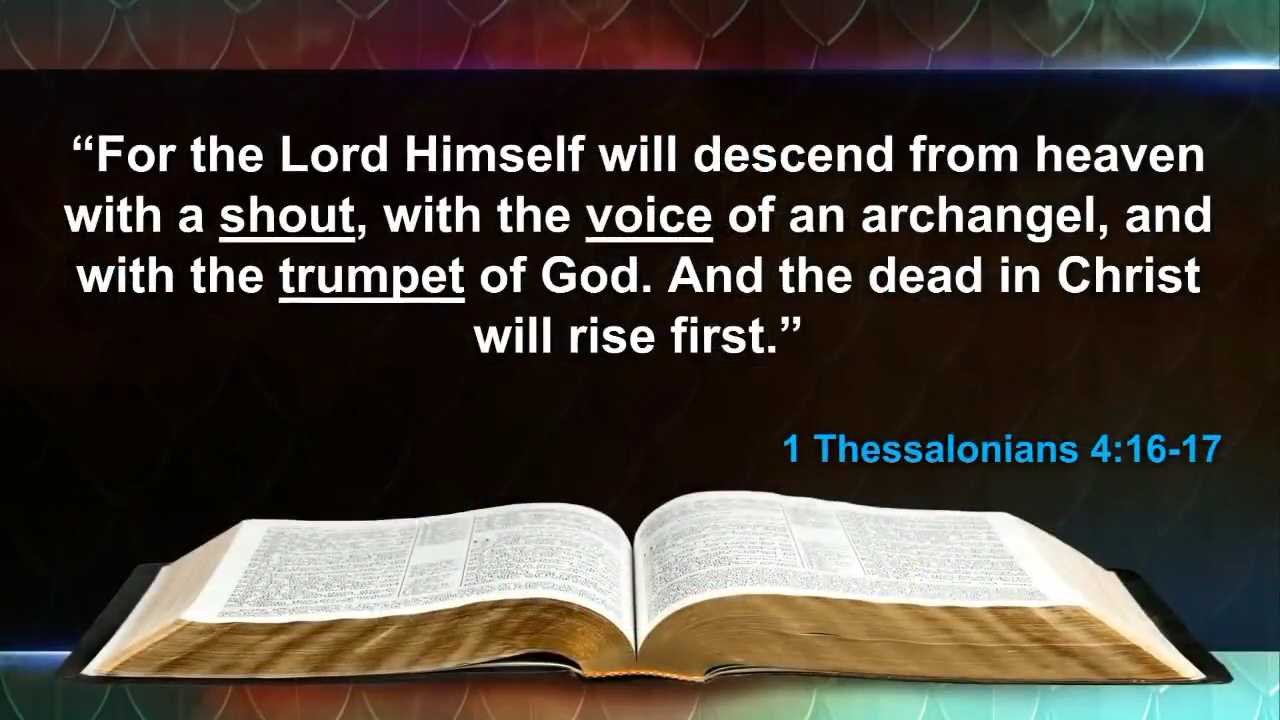 “For the Lord Himself will descend from heaven
with a shout, with the voice of an archangel, and
with the trumpet of God. And the dead in Christ
will rise first.”
1 Thessalonians 4:16-17